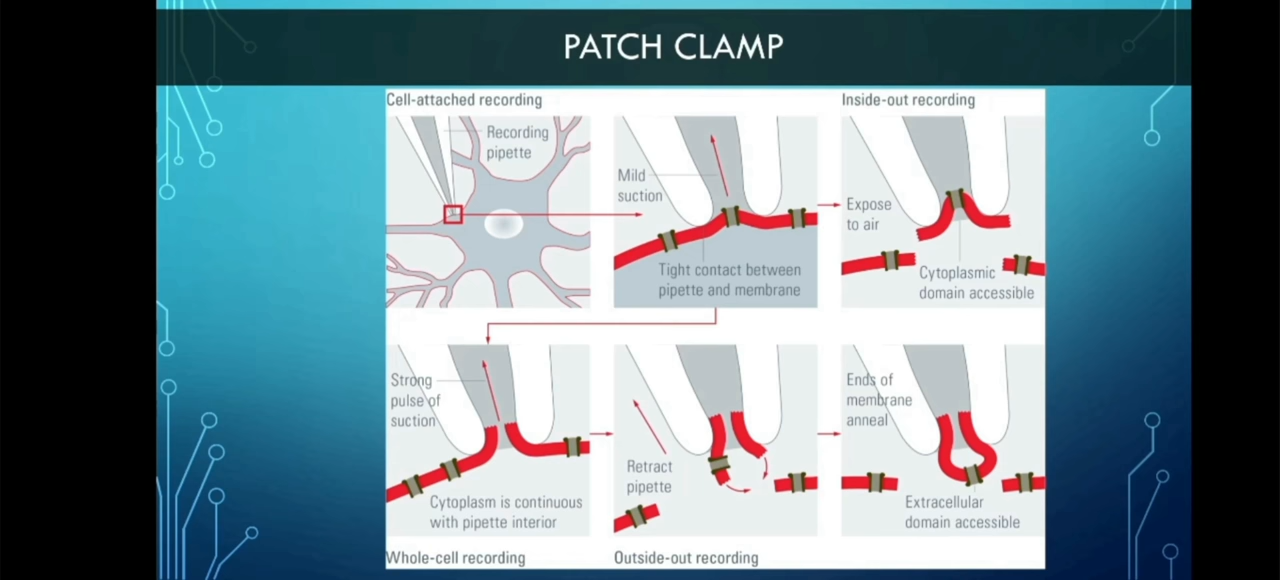 PATCH CLAMP
Cell-attached recording
Recording
pipette
Mild
suction
Tight contact between
pipette and membrane
Inside-out recording
Expose
to air
Cytoplasmic
domain accessible
Strong
pulse of
suction
Cytoplasm is continuous
with pipette interior
Whole-cell recording
Retract
pipette
Outside-out recording
Ends of
membrane
anneal
Extracellular
domain accessible